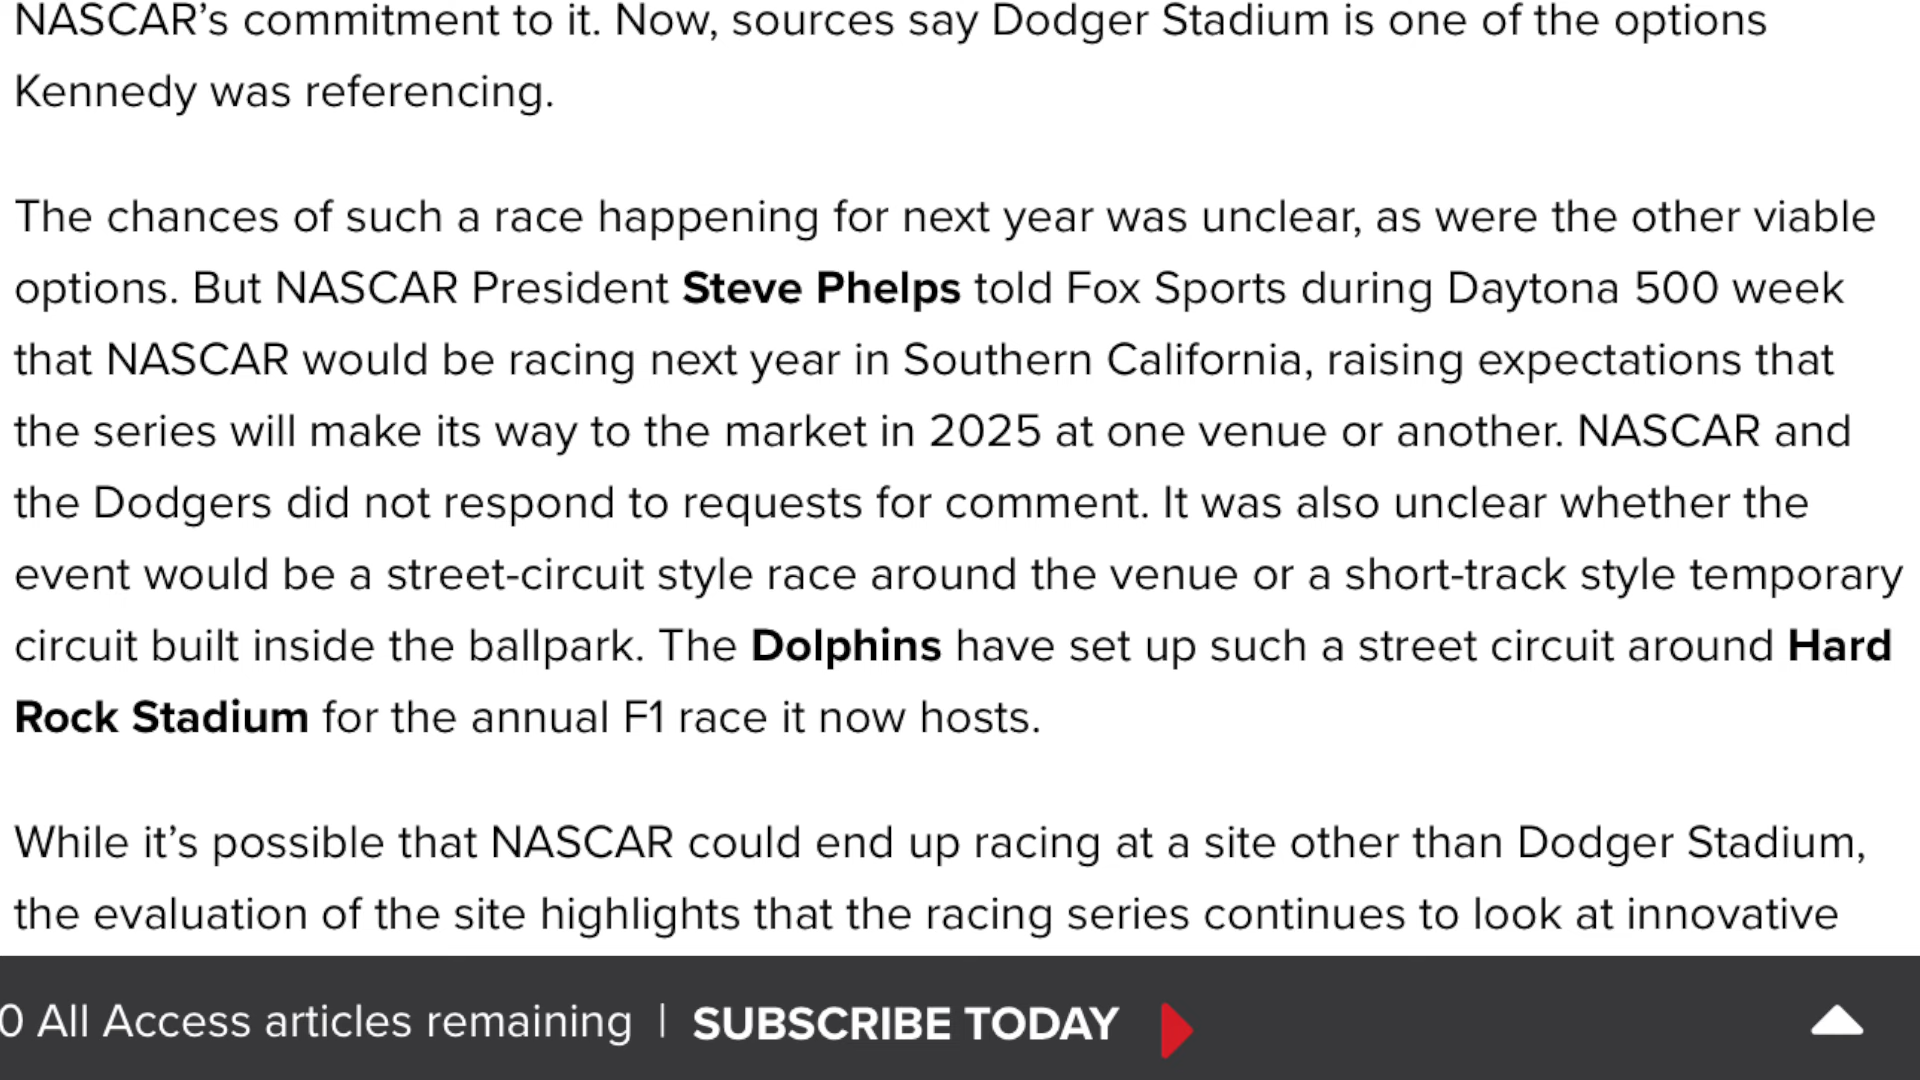 NASCAR’s commitment to it. Now, sources say Dodger Stadium is one of the options
Kennedy was referencing.
The chances of such a race happening for next year was unclear, as were the other viable
options. But NASCAR President Steve Phelps told Fox Sports during Daytona 500 week
that NASCAR would be racing next year in Southern California, raising expectations that
the series will make its way to the market in 2025 at one venue or another. NASCAR and
the Dodgers did not respond to requests for comment. It was also unclear whether the
event would be a street-circuit style race around the venue or a short-track style temporary
circuit built inside the ballpark. The Dolphins have set up such a street circuit around Hard
Rock Stadium for the annual F1 race it now hosts.
While it’s possible that NASCAR could end up racing at a site other than Dodger Stadium,
the evaluation of the site highlights that the racing series continues to look at innovative
0 All Access articles remaining | SUBSCRIBE TODAY